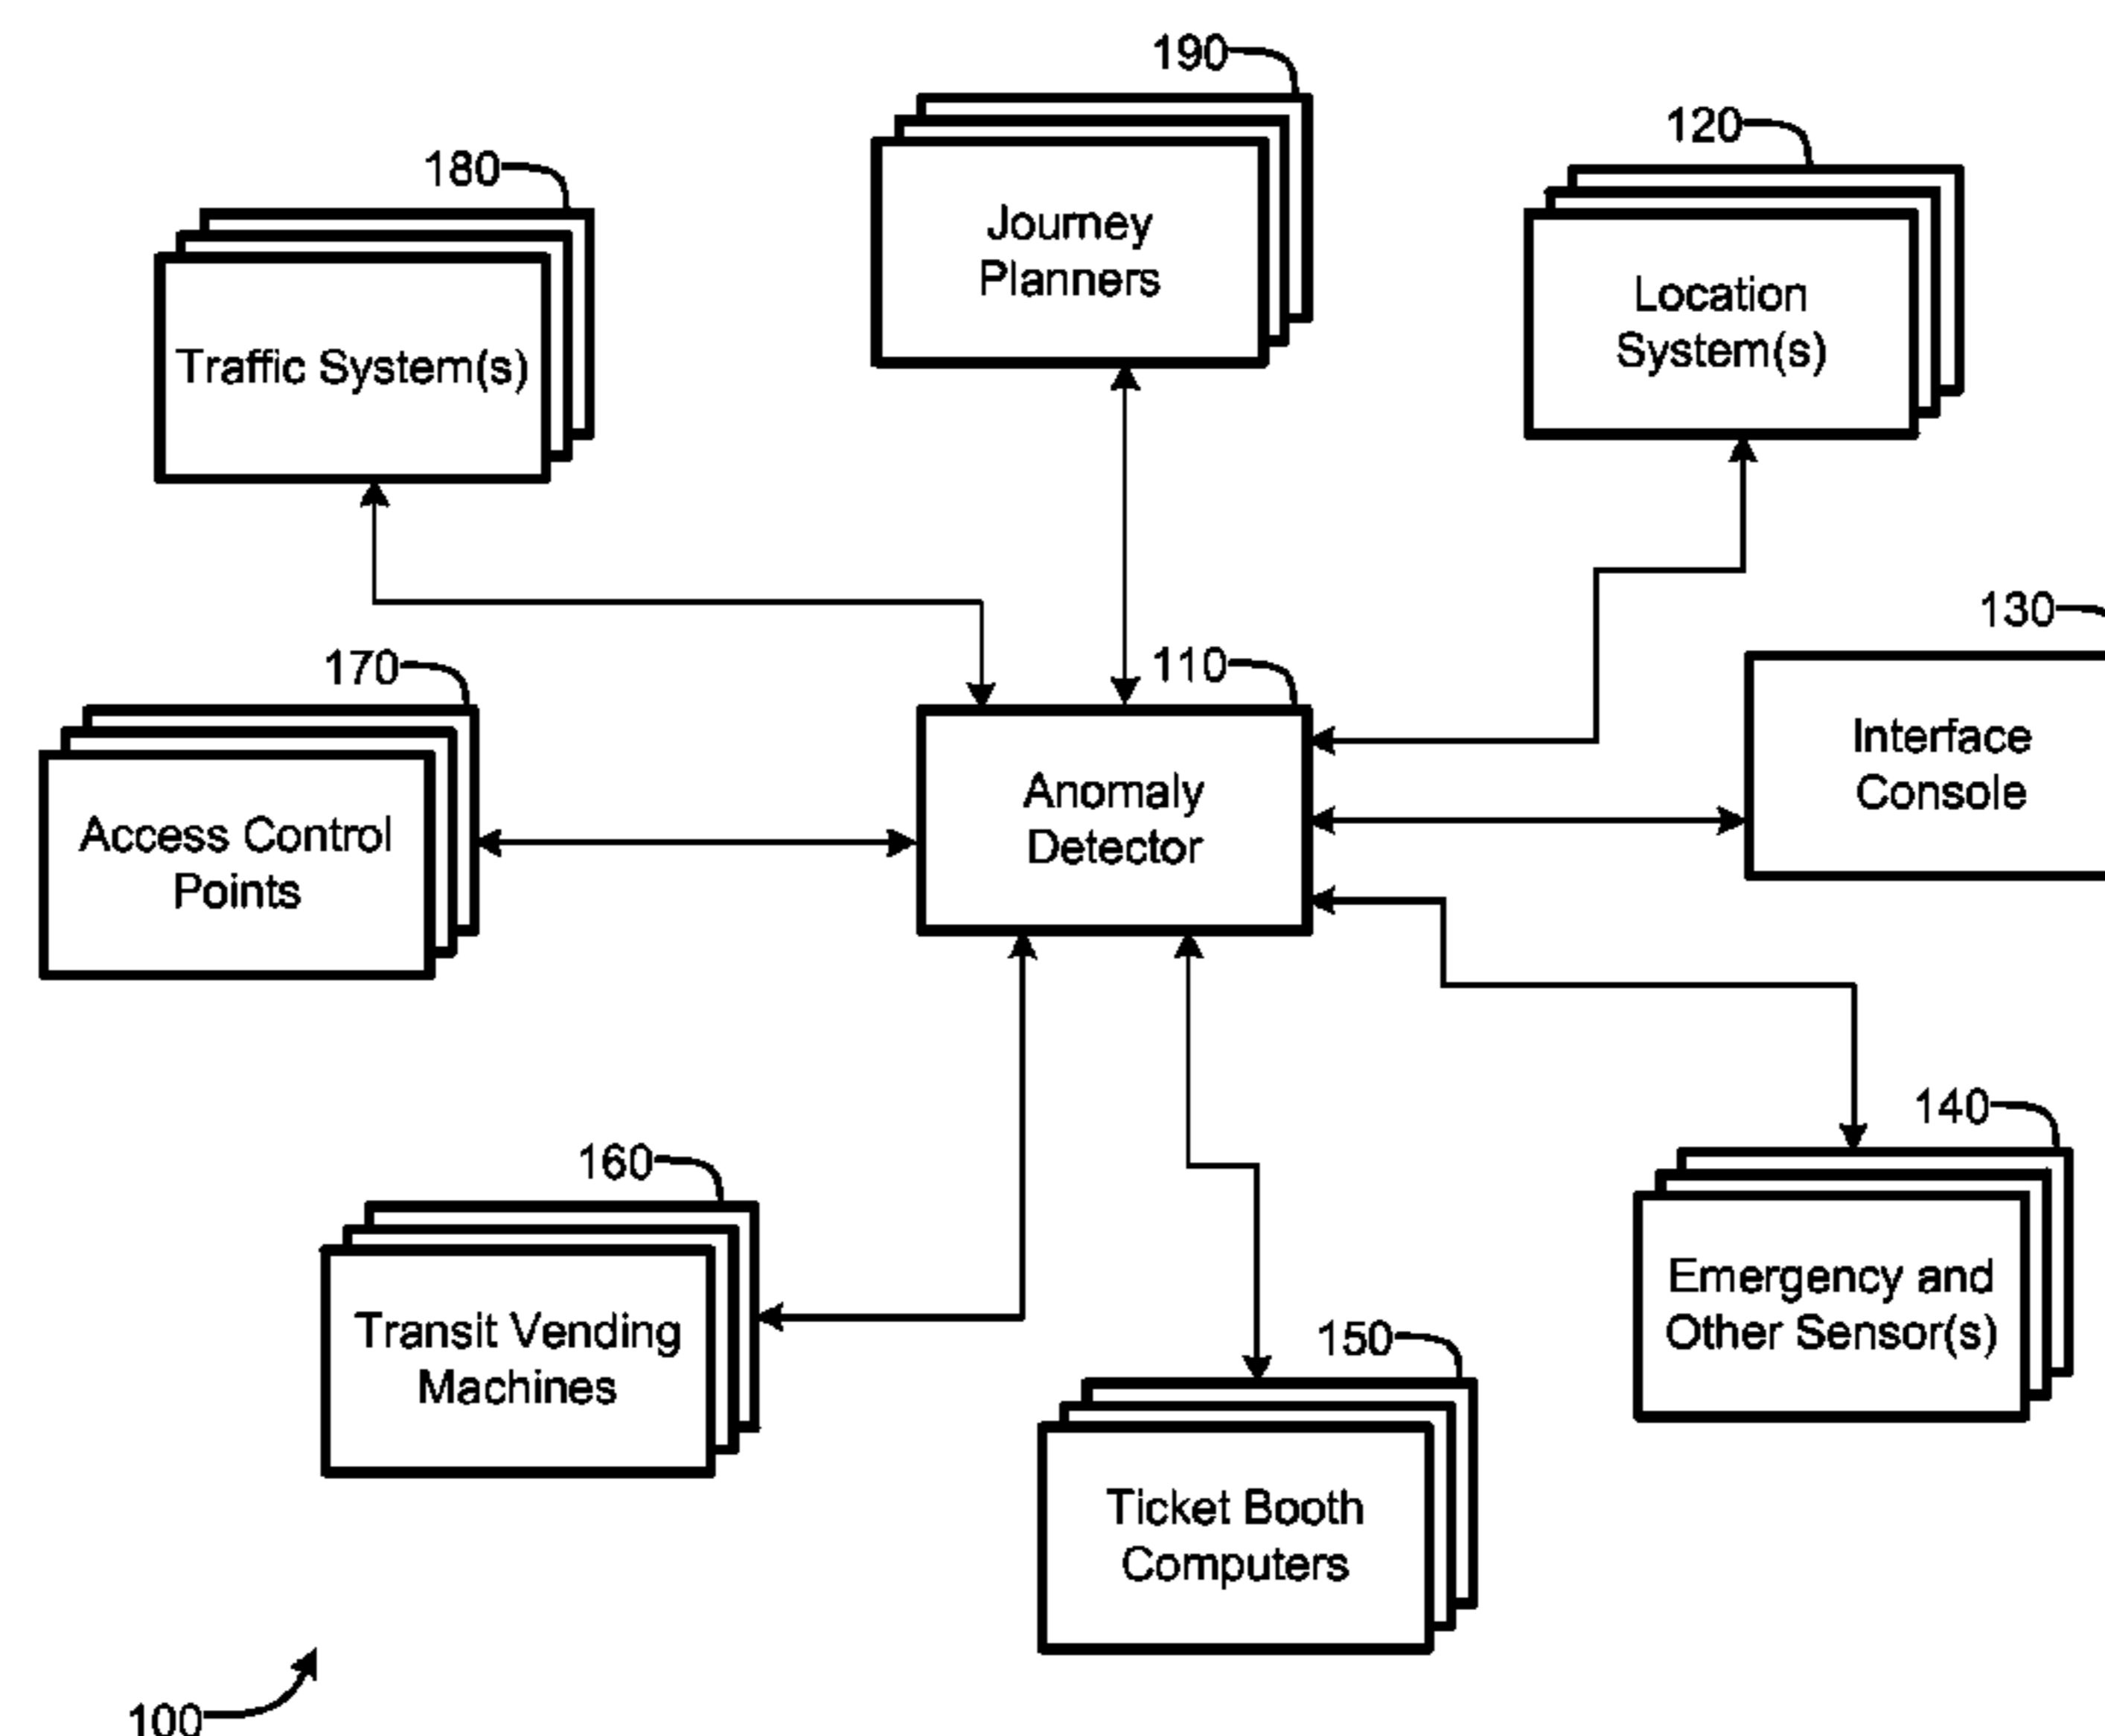 190
Journey
Planners
120
Location
System(s)
180
Traffic System(s)
130
Interface
Console
110
Anomaly
Detector
170
Access Control
Points
140
Emergency and
Other Sensor(s)
160
Transit Vending
Machines
150
Ticket Booth
Computers
100